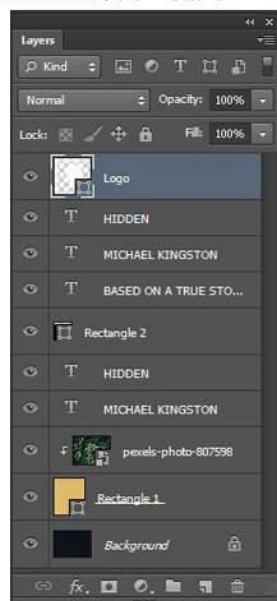 Layers
Kind
Normal Opacity: 100%
Lock: Fill: 100%
Logo
T HIDDEN
T MICHAEL KINGSTON
T BASED ON A TRUE STO...
Rectangle 2
T HIDDEN
T MICHAEL KINGSTON
pexels-photo-807598
Rectangle 1
Background
fx